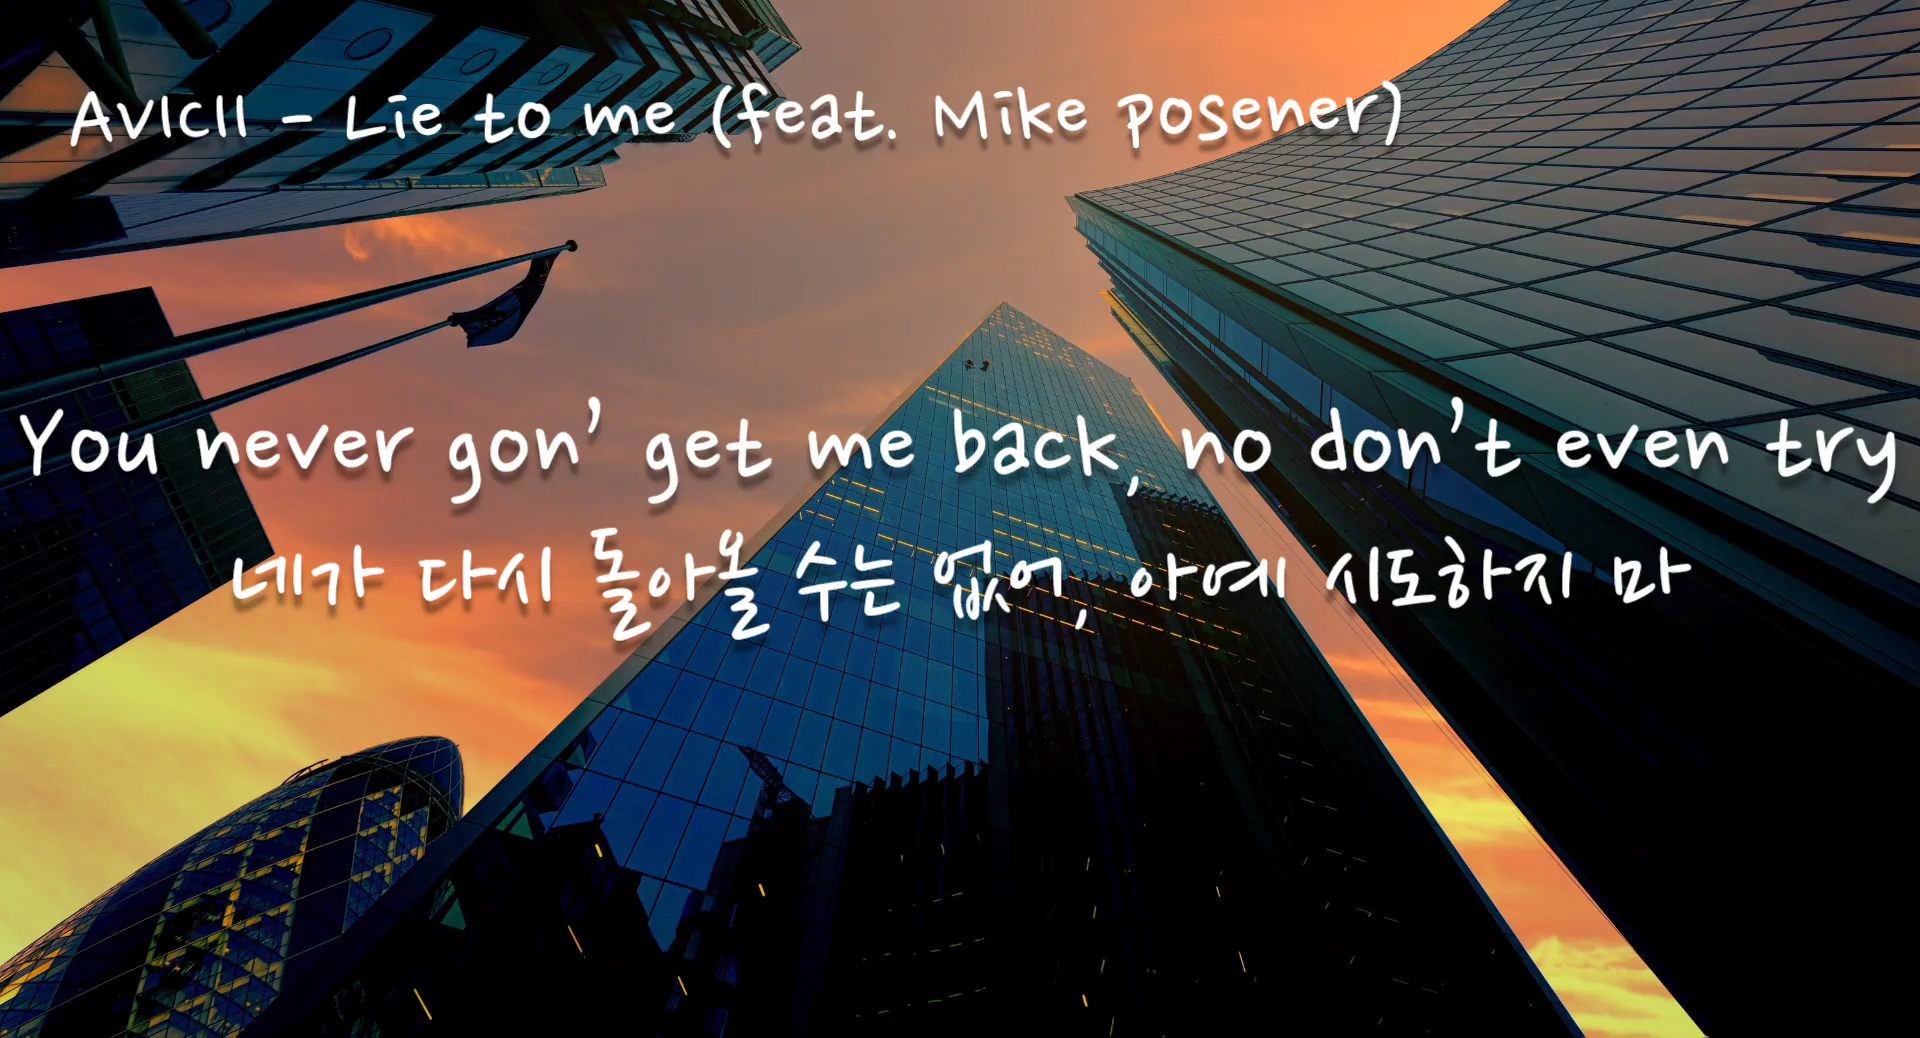 AVICII - Lie to me (feat. Mike Posener)
You never gon' get me back, no don't even try
네가 다시 돌아올 수는 없어, 아예 시도하지 마